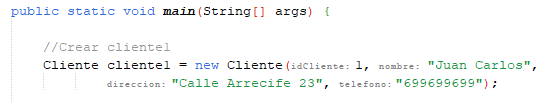 public static void main(String[] args) {
//Crear cliente1
Cliente cliente1 = new Cliente(idCliente: 1, nombre: "Juan Carlos",
direccion: "Calle Arrecife 23", telefono: "699699699");